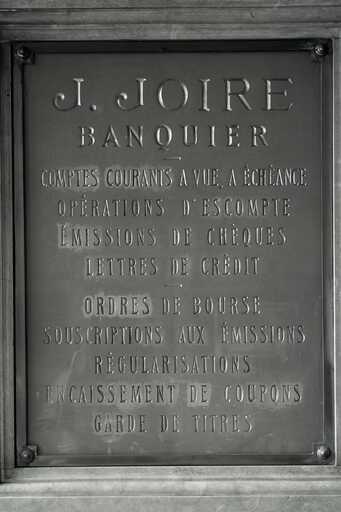 J. JOIRE
BANQUIER
COMPTES COURANTS A VUE, A ÉCHÉANCE
OPÉRATIONS D'ESCOMPTE
ÉMISSIONS DE CHÈQUES
LETTRES DE CRÉDIT
ORDRES DE BOURSE
SOUSCRIPTIONS AUX ÉMISSIONS
RÉGULARISATIONS
ENCAISSEMENT DE COUPONS
GARDE DE TITRES